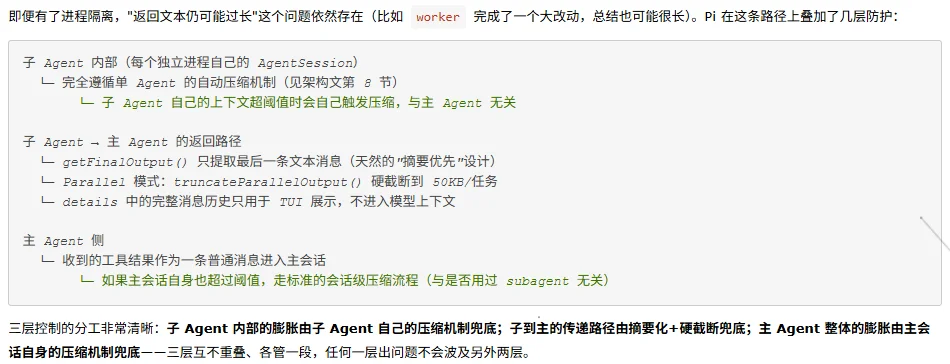 即便有了进程隔离，"返回文本仍可能过长"这个问题依然存在（比如 worker 完成了一个大改动，总结也可能很长）。Pi 在这条路径上叠加了几层防护：
子 Agent 内部（每个独立进程自己的 AgentSession）
└─ 完全遵循单 Agent 的自动压缩机制（见架构文第 8 节）
└─ 子 Agent 自己的上下文超阈值时会自己触发压缩，与主 Agent 无关
子 Agent → 主 Agent 的返回路径
└─ getFinalOutput() 只提取最后一条文本消息（天然的"摘要优先"设计）
└─ Parallel 模式：truncateParallelOutput() 硬截断到 50KB/任务
└─ details 中的完整消息历史只用于 TUI 展示，不进入模型上下文
主 Agent 侧
└─ 收到的工具结果作为一条普通消息进入主会话
└─ 如果主会话自身也超过阈值，走标准的会话级压缩流程（与是否用过 subagent 无关）
三层控制的分工非常清晰：子 Agent 内部的膨胀由子 Agent 自己的压缩机制兜底；子到主的传递路径由摘要化+硬截断兜底；主 Agent 整体的膨胀由主会
话自身的压缩机制兜底——三层互不重叠、各管一段，任何一层出问题不会波及另外两层。